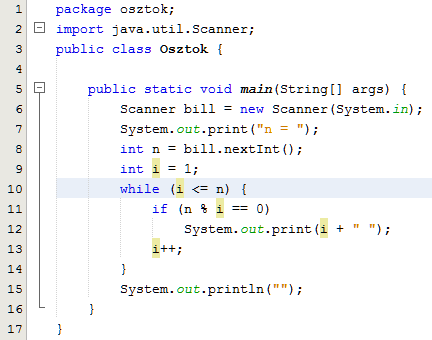 1 package osztok;
2 import java.util.Scanner;
3 public class Osztok {
4
5     public static void main(String[] args) {
6         Scanner bill = new Scanner(System.in);
7         System.out.print("n = ");
8         int n = bill.nextInt();
9         int i = 1;
10         while (i <= n) {
11             if (n % i == 0)
12                 System.out.print(i + " ");
13             i++;
14         }
15         System.out.println("");
16     }
17 }